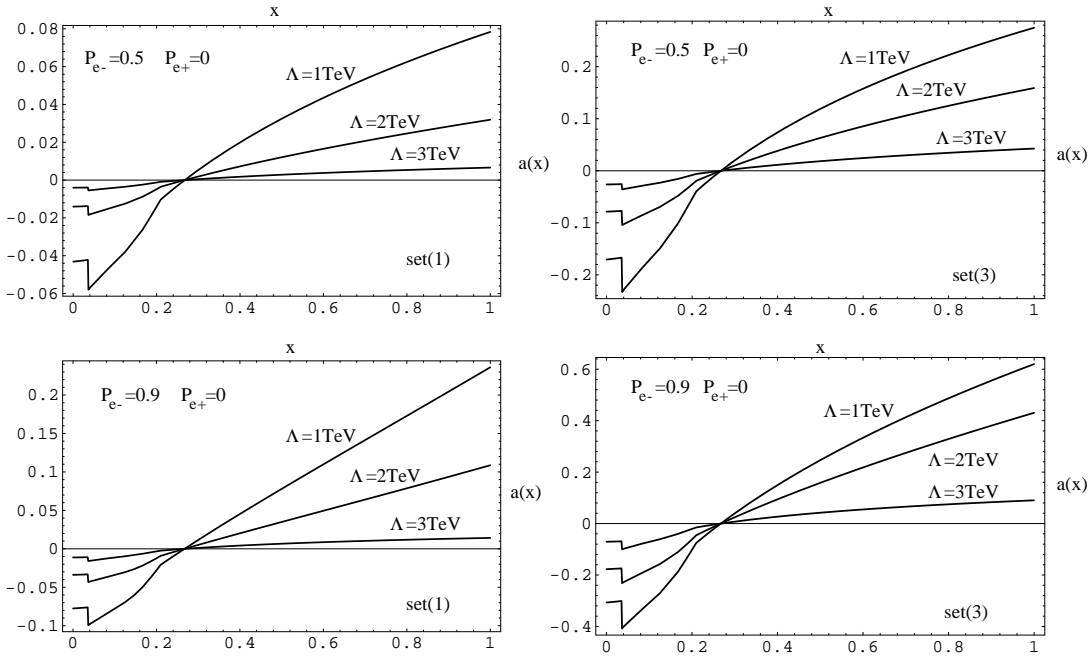 x
0.08
P_e-=0.5 P_e+=0
Λ=1TeV
0.06
0.04
Λ=2TeV
0.02
Λ=3TeV
a(x)
0
-0.02
-0.04
set(1)
-0.06
0 0.2 0.4 0.6 0.8 1
x
P_e-=0.5 P_e+=0
0.2
Λ=1TeV
Λ=2TeV
0.1
Λ=3TeV
a(x)
0
-0.1
-0.2
set(3)
0 0.2 0.4 0.6 0.8 1
x
P_e-=0.9 P_e+=0
0.2
Λ=1TeV
0.15
0.1
Λ=2TeV
a(x)
0.05
Λ=3TeV
0
-0.05
set(1)
-0.1
0 0.2 0.4 0.6 0.8 1
x
0.6
P_e-=0.9 P_e+=0
Λ=1TeV
0.4
Λ=2TeV
0.2
Λ=3TeV
a(x)
0
-0.2
set(3)
-0.4
0 0.2 0.4 0.6 0.8 1